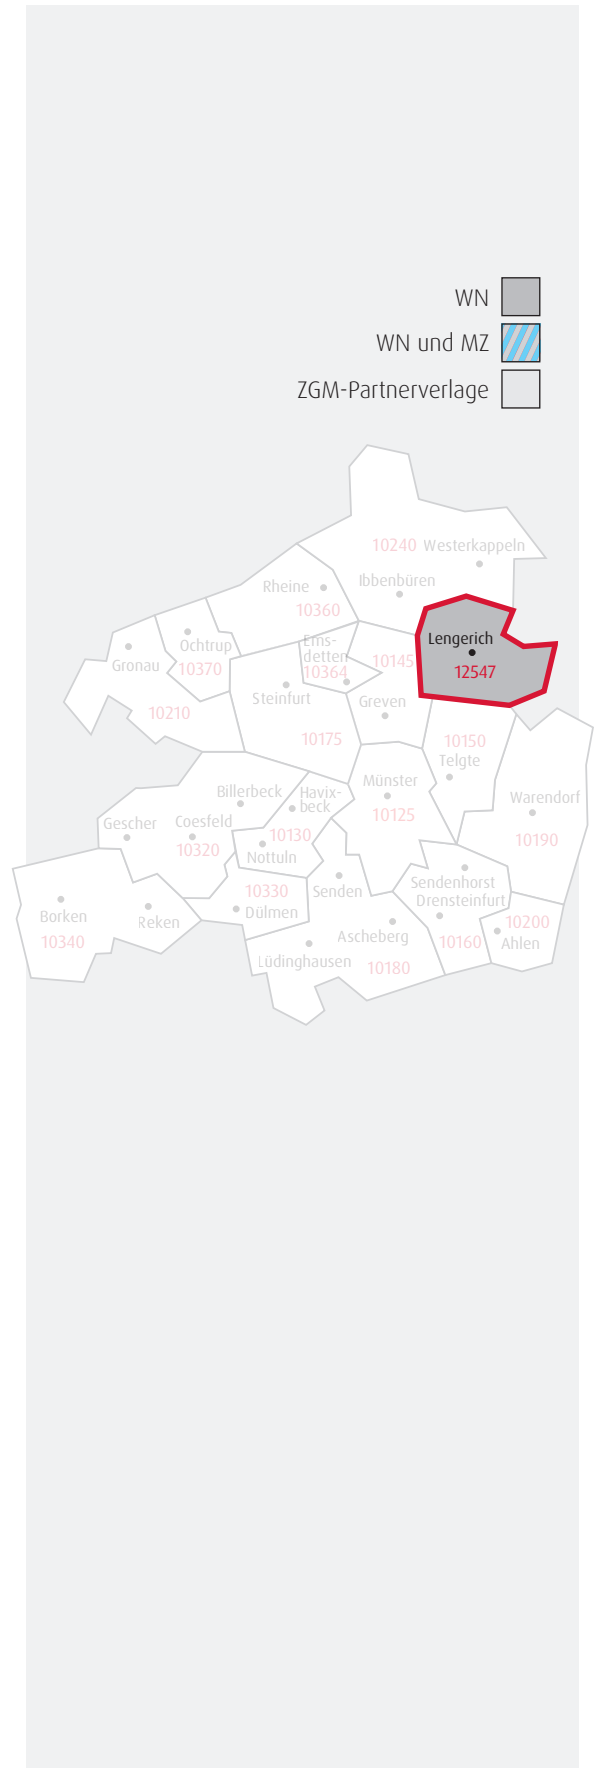 WN
WN und MZ
ZGM-Partnerverlage
10240 Westerkappeln
Ibbenbüren
Rheine
10360
Lengerich
12547
Ochtrup
10370
Gronau
10210
Ems-
detten
10364
10145
Steinfurt
Greven
10175
10150
Telgte
Münster
10125
Billerbeck
Havix-
beck
Warendorf
10190
Gescher
Coesfeld
10320
10130
Nottuln
10330
Dülmen
Senden
Sendenhorst
Drensteinfurt
10160
10200
Ahlen
Borken
10340
Reken
Ascheberg
Lüdinghausen
10180